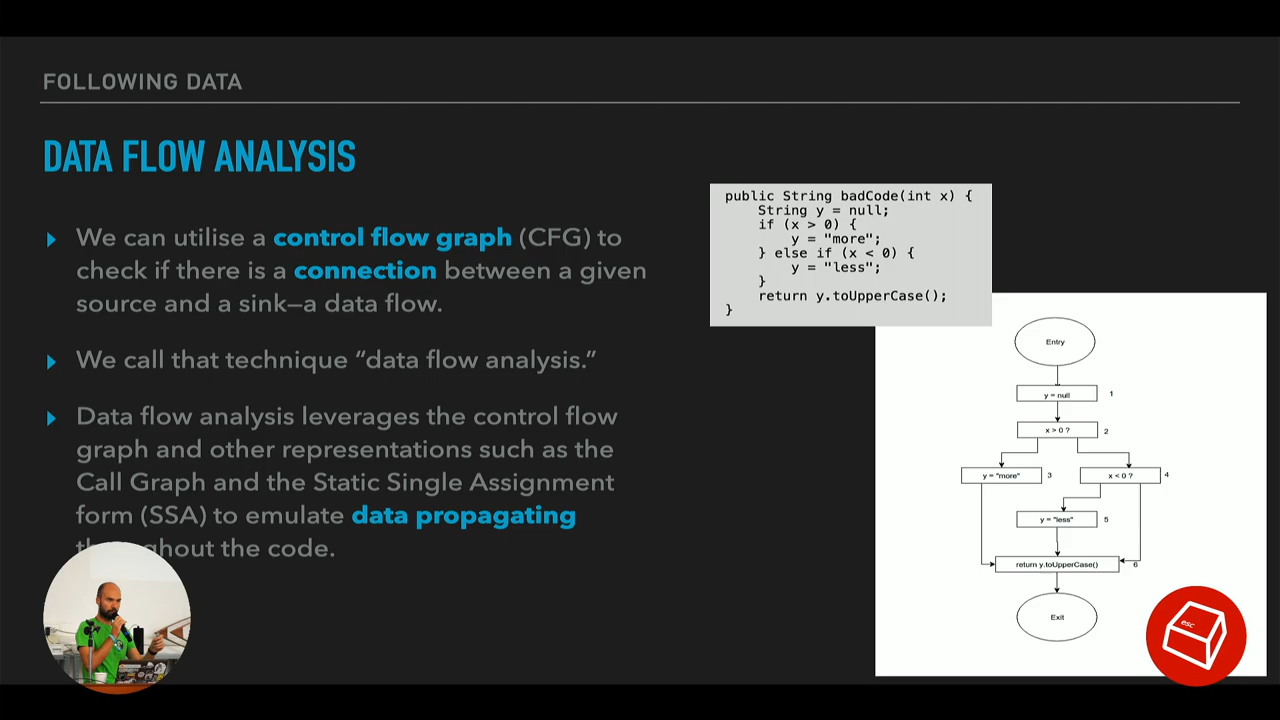 FOLLOWING DATA
DATA FLOW ANALYSIS
We can utilise a control flow graph (CFG) to
check if there is a connection between a given
source and a sink—a data flow.
We call that technique “data flow analysis.”
Data flow analysis leverages the control flow
graph and other representations such as the
Call Graph and the Static Single Assignment
form (SSA) to emulate data propagating
throughout the code.
public String badCode(int x) {
String y = null;
if (x > 0) {
y = "more";
} else if (x < 0) {
y = "less";
}
return y.toUpperCase();
}
Entry
y = null 1
x > 0 ? 2
y = "more" 3
x < 0 ? 4
y = "less" 5
return y.toUpperCase() 6
Exit
esc